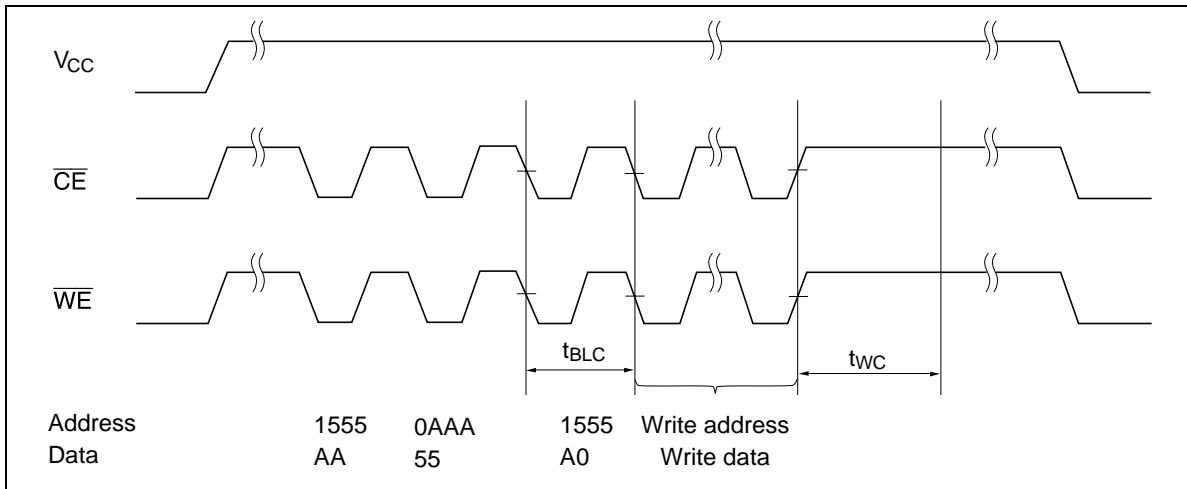 VCC
CE
WE
tBLC
tWC
Address 1555 0AAA 1555 Write address
Data AA 55 A0 Write data